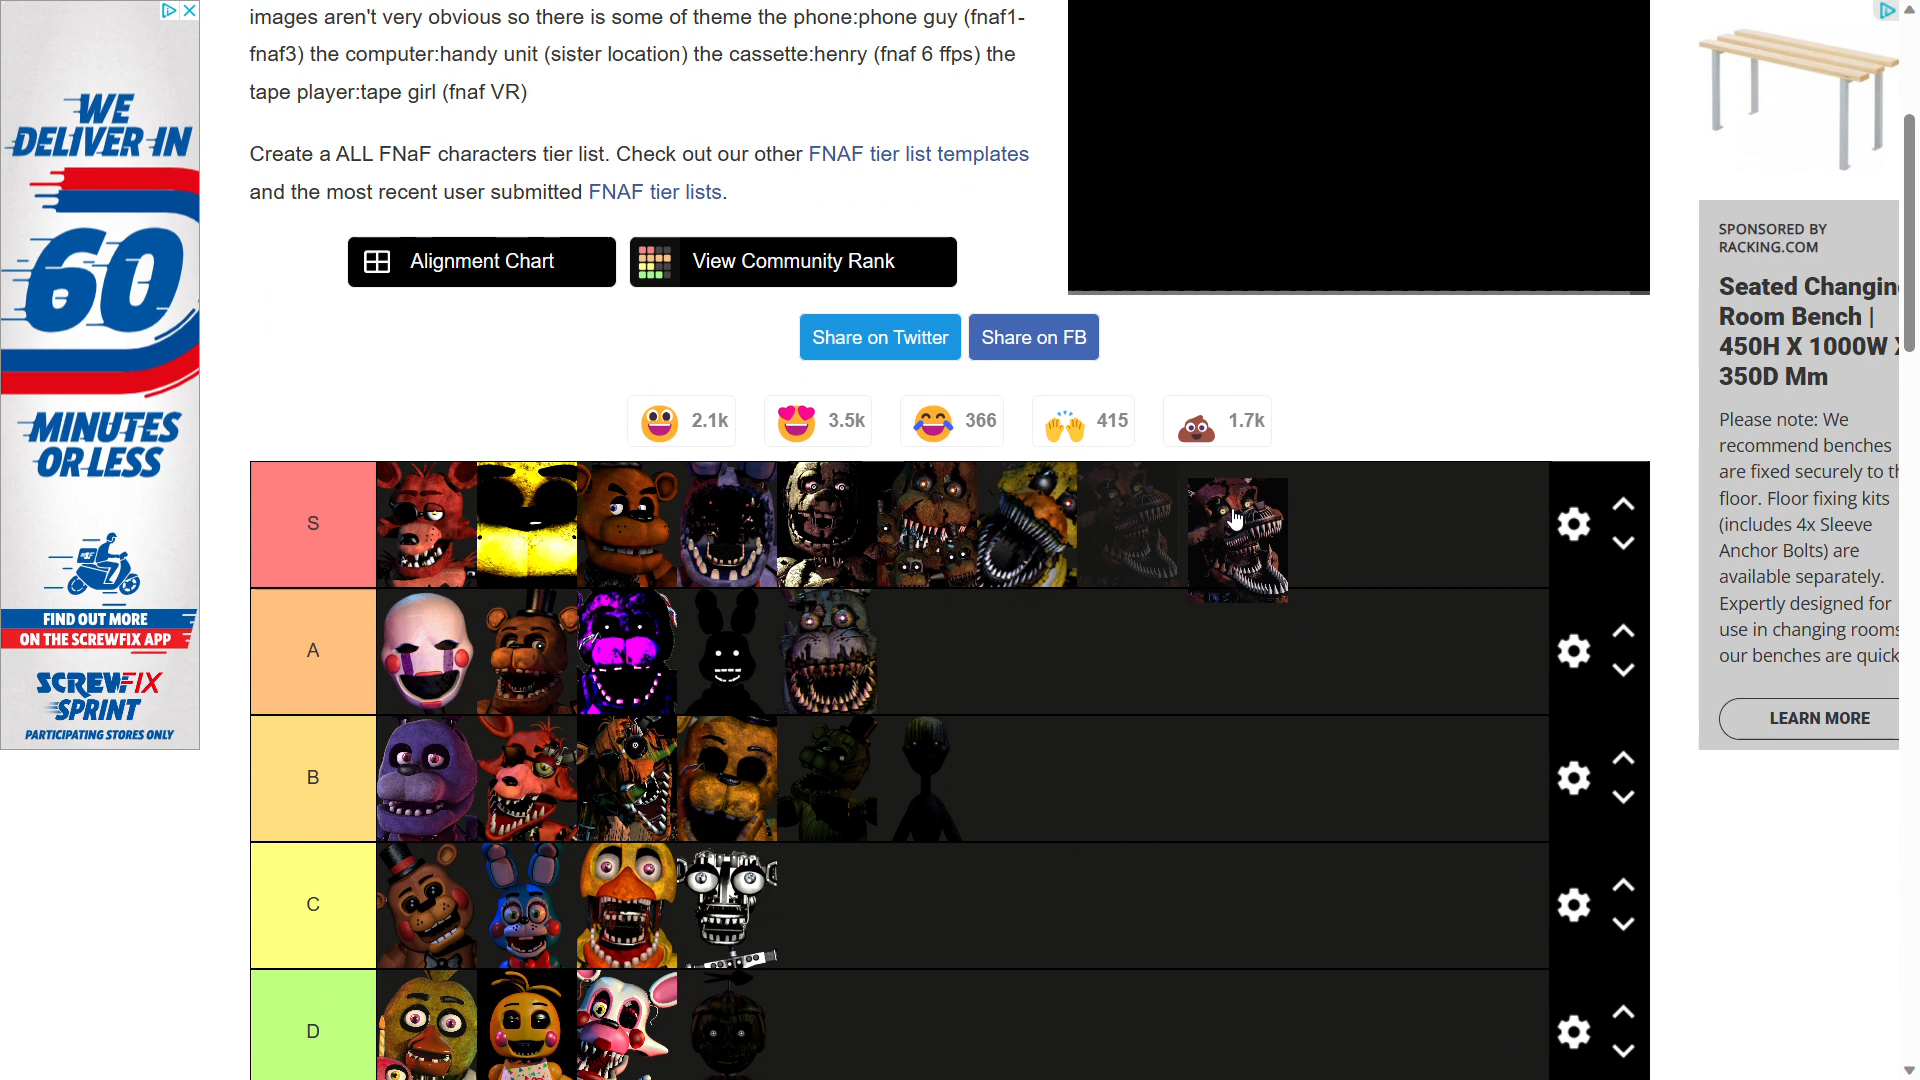 images aren't very obvious so there is some of theme the phone:phone guy (fnaf1-
fnaf3) the computer:handy unit (sister location) the cassette:henry (fnaf 6 ffps) the
tape player:tape girl (fnaf VR)
Create a ALL FNaF characters tier list. Check out our other FNAF tier list templates
and the most recent user submitted FNAF tier lists.
Alignment Chart
View Community Rank
Share on Twitter
Share on FB
2.1k
3.5k
366
415
1.7k
S
A
B
C
D
WE
DELIVER IN
60
MINUTES
OR LESS
FIND OUT MORE
ON THE SCREWFIX APP
SCREWFIX
SPRINT
PARTICIPATING STORES ONLY
SPONSORED BY
RACKING.COM
Seated Changin
Room Bench |
450H X 1000W X
350D Mm
Please note: We
recommend benches
are fixed securely to th
floor. Floor fixing kits
(includes 4x Sleeve
Anchor Bolts) are
available separately.
Expertly designed for
use in changing rooms
our benches are quick
LEARN MORE